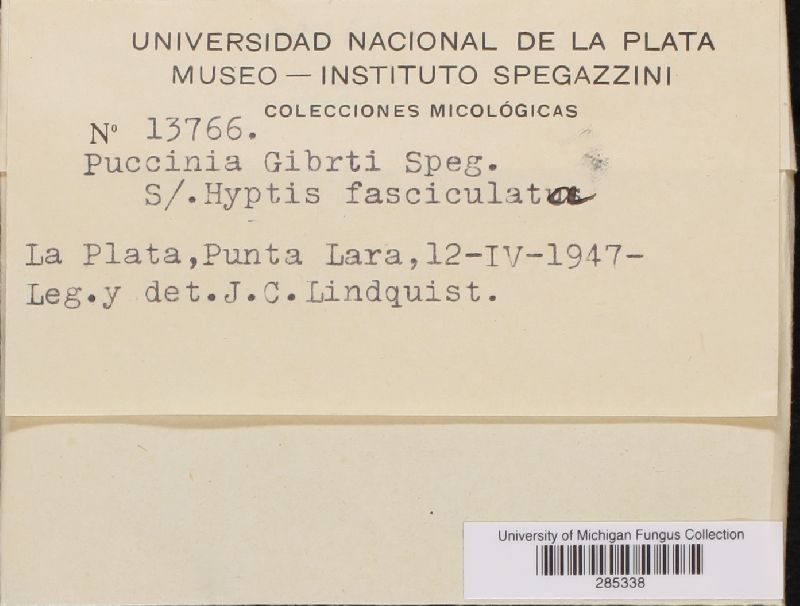 UNIVERSIDAD NACIONAL DE LA PLATA
MUSEO — INSTITUTO SPEGAZZINI
COLECCIONES MICOLÓGICAS
Nº 13766.
Puccinia Gibrti Speg.
S/.Hyptis fasciculata
La Plata,Punta Lara,12-IV-1947-
Leg.y det.J.C.Lindquist.
University of Michigan Fungus Collection
285338